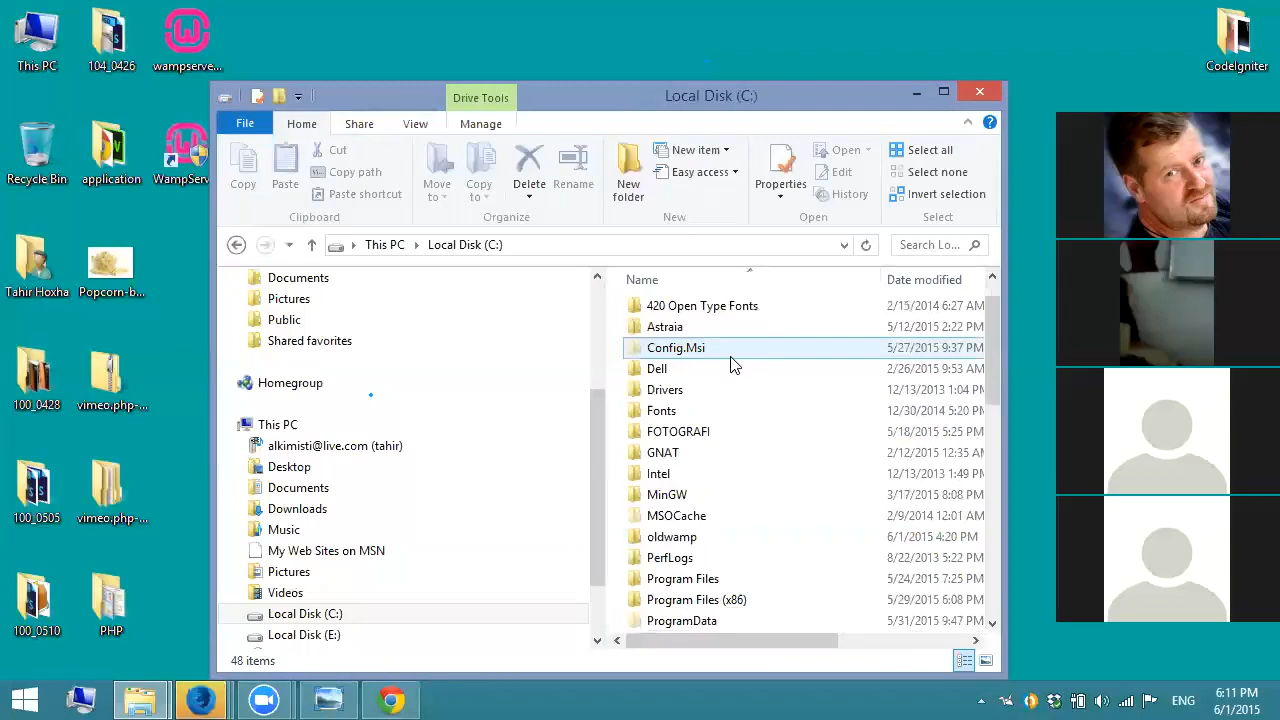 This PC
104_0426
wampserve...
CodeIgniter
Recycle Bin
application
WampServ
Tahir Hoxha
Popcorn-b...
100_0428
vimeo.php-...
100_0505
vimeo.php-...
100_0510
PHP
Drive Tools
Local Disk (C:)
File
Home
Share
View
Manage
Copy
Paste
Cut
Copy path
Paste shortcut
Clipboard
Move to
Copy to
Delete
Rename
Organize
New folder
New item
Easy access
New
Properties
Open
Edit
History
Open
Select all
Select none
Invert selection
Select
This PC
Local Disk (C:)
Search Lo...
Documents
Pictures
Public
Shared favorites
Homegroup
This PC
alkimisti@live.com (tahir)
Desktop
Documents
Downloads
Music
My Web Sites on MSN
Pictures
Videos
Local Disk (C:)
Local Disk (E:)
Name Date modified
420 Open Type Fonts 2/15/2014 6:27 AM
Astraia 5/12/2015 2:22 PM
Config.Msi 5/27/2015 9:37 PM
Dell 2/26/2015 9:53 AM
Drivers 12/13/2013 1:04 PM
Fonts 12/30/2014 5:20 PM
FOTOGRAFI 5/18/2015 5:25 PM
GNAT 2/12/2015 12:35 AM
Intel 12/13/2013 1:49 PM
MinGW 3/17/2015 8:08 PM
MSOCache 2/9/2014 12:01 AM
oldwamp 6/1/2015 4:20 PM
PerfLogs 8/22/2013 5:22 PM
Program Files 5/24/2015 7:25 PM
Program Files (x86) 5/29/2015 6:08 PM
ProgramData 5/31/2015 9:47 PM
48 items
ENG
6:11 PM
6/1/2015